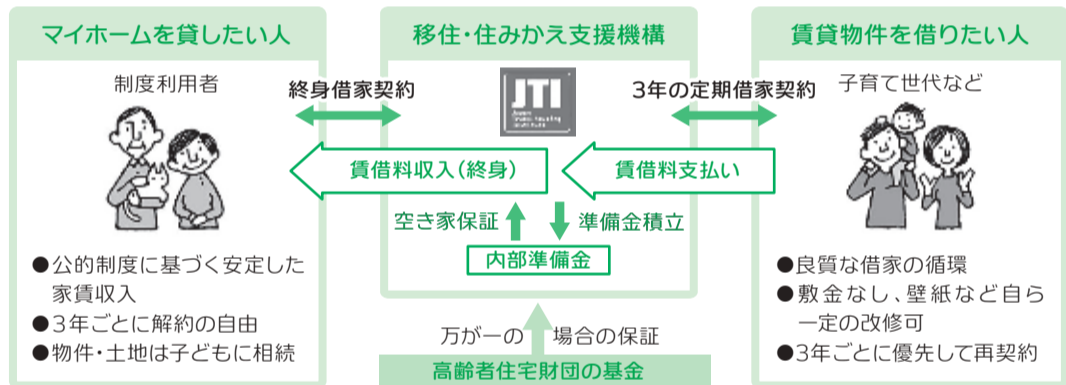 マイホームを貸したい人
制度利用者
●公的制度に基づく安定した
家賃収入
●3年ごとに解約の自由
●物件・土地は子どもに相続
終身借家契約
移住・住みかえ支援機構
JTI
3年の定期借家契約
賃借料収入(終身)
賃借料支払い
空き家保証
準備金積立
内部準備金
万が一の 場合の保証
高齢者住宅財団の基金
賃貸物件を借りたい人
子育て世代など
●良質な借家の循環
●敷金なし、壁紙など自ら
一定の改修可
●3年ごとに優先して再契約